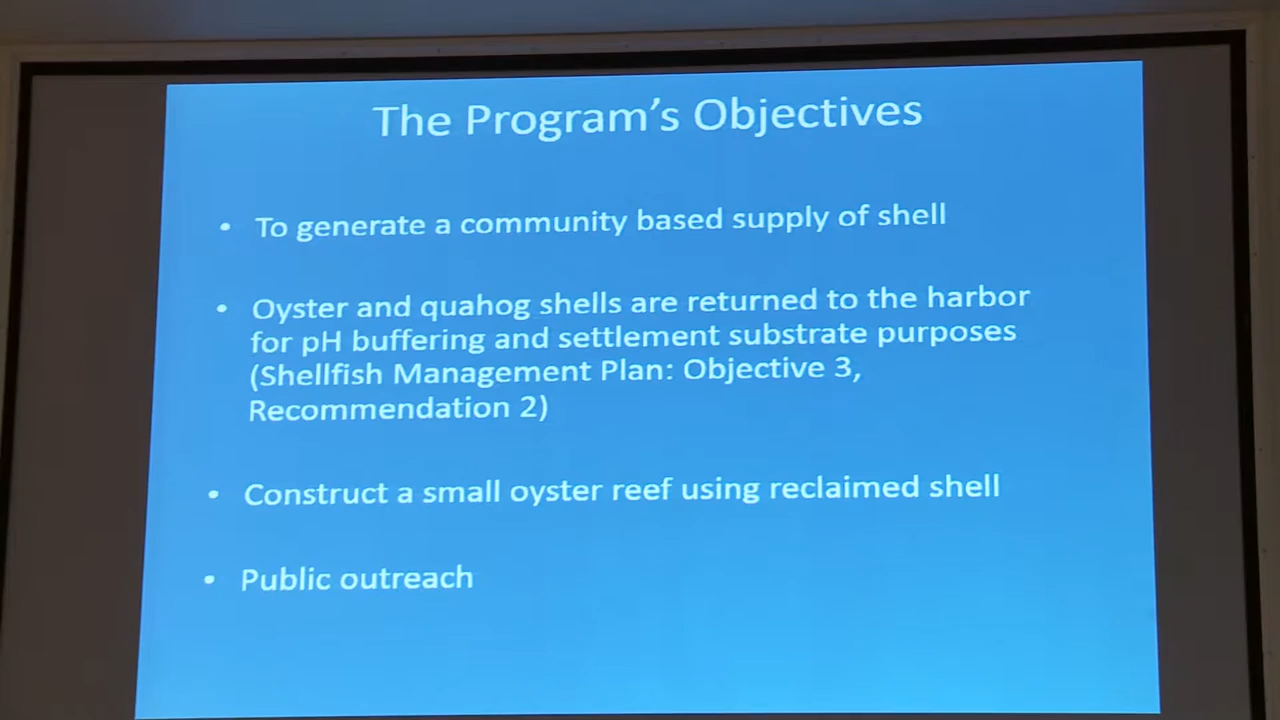 The Program's Objectives
• To generate a community based supply of shell
• Oyster and quahog shells are returned to the harbor
for pH buffering and settlement substrate purposes
(Shellfish Management Plan: Objective 3,
Recommendation 2)
• Construct a small oyster reef using reclaimed shell
• Public outreach